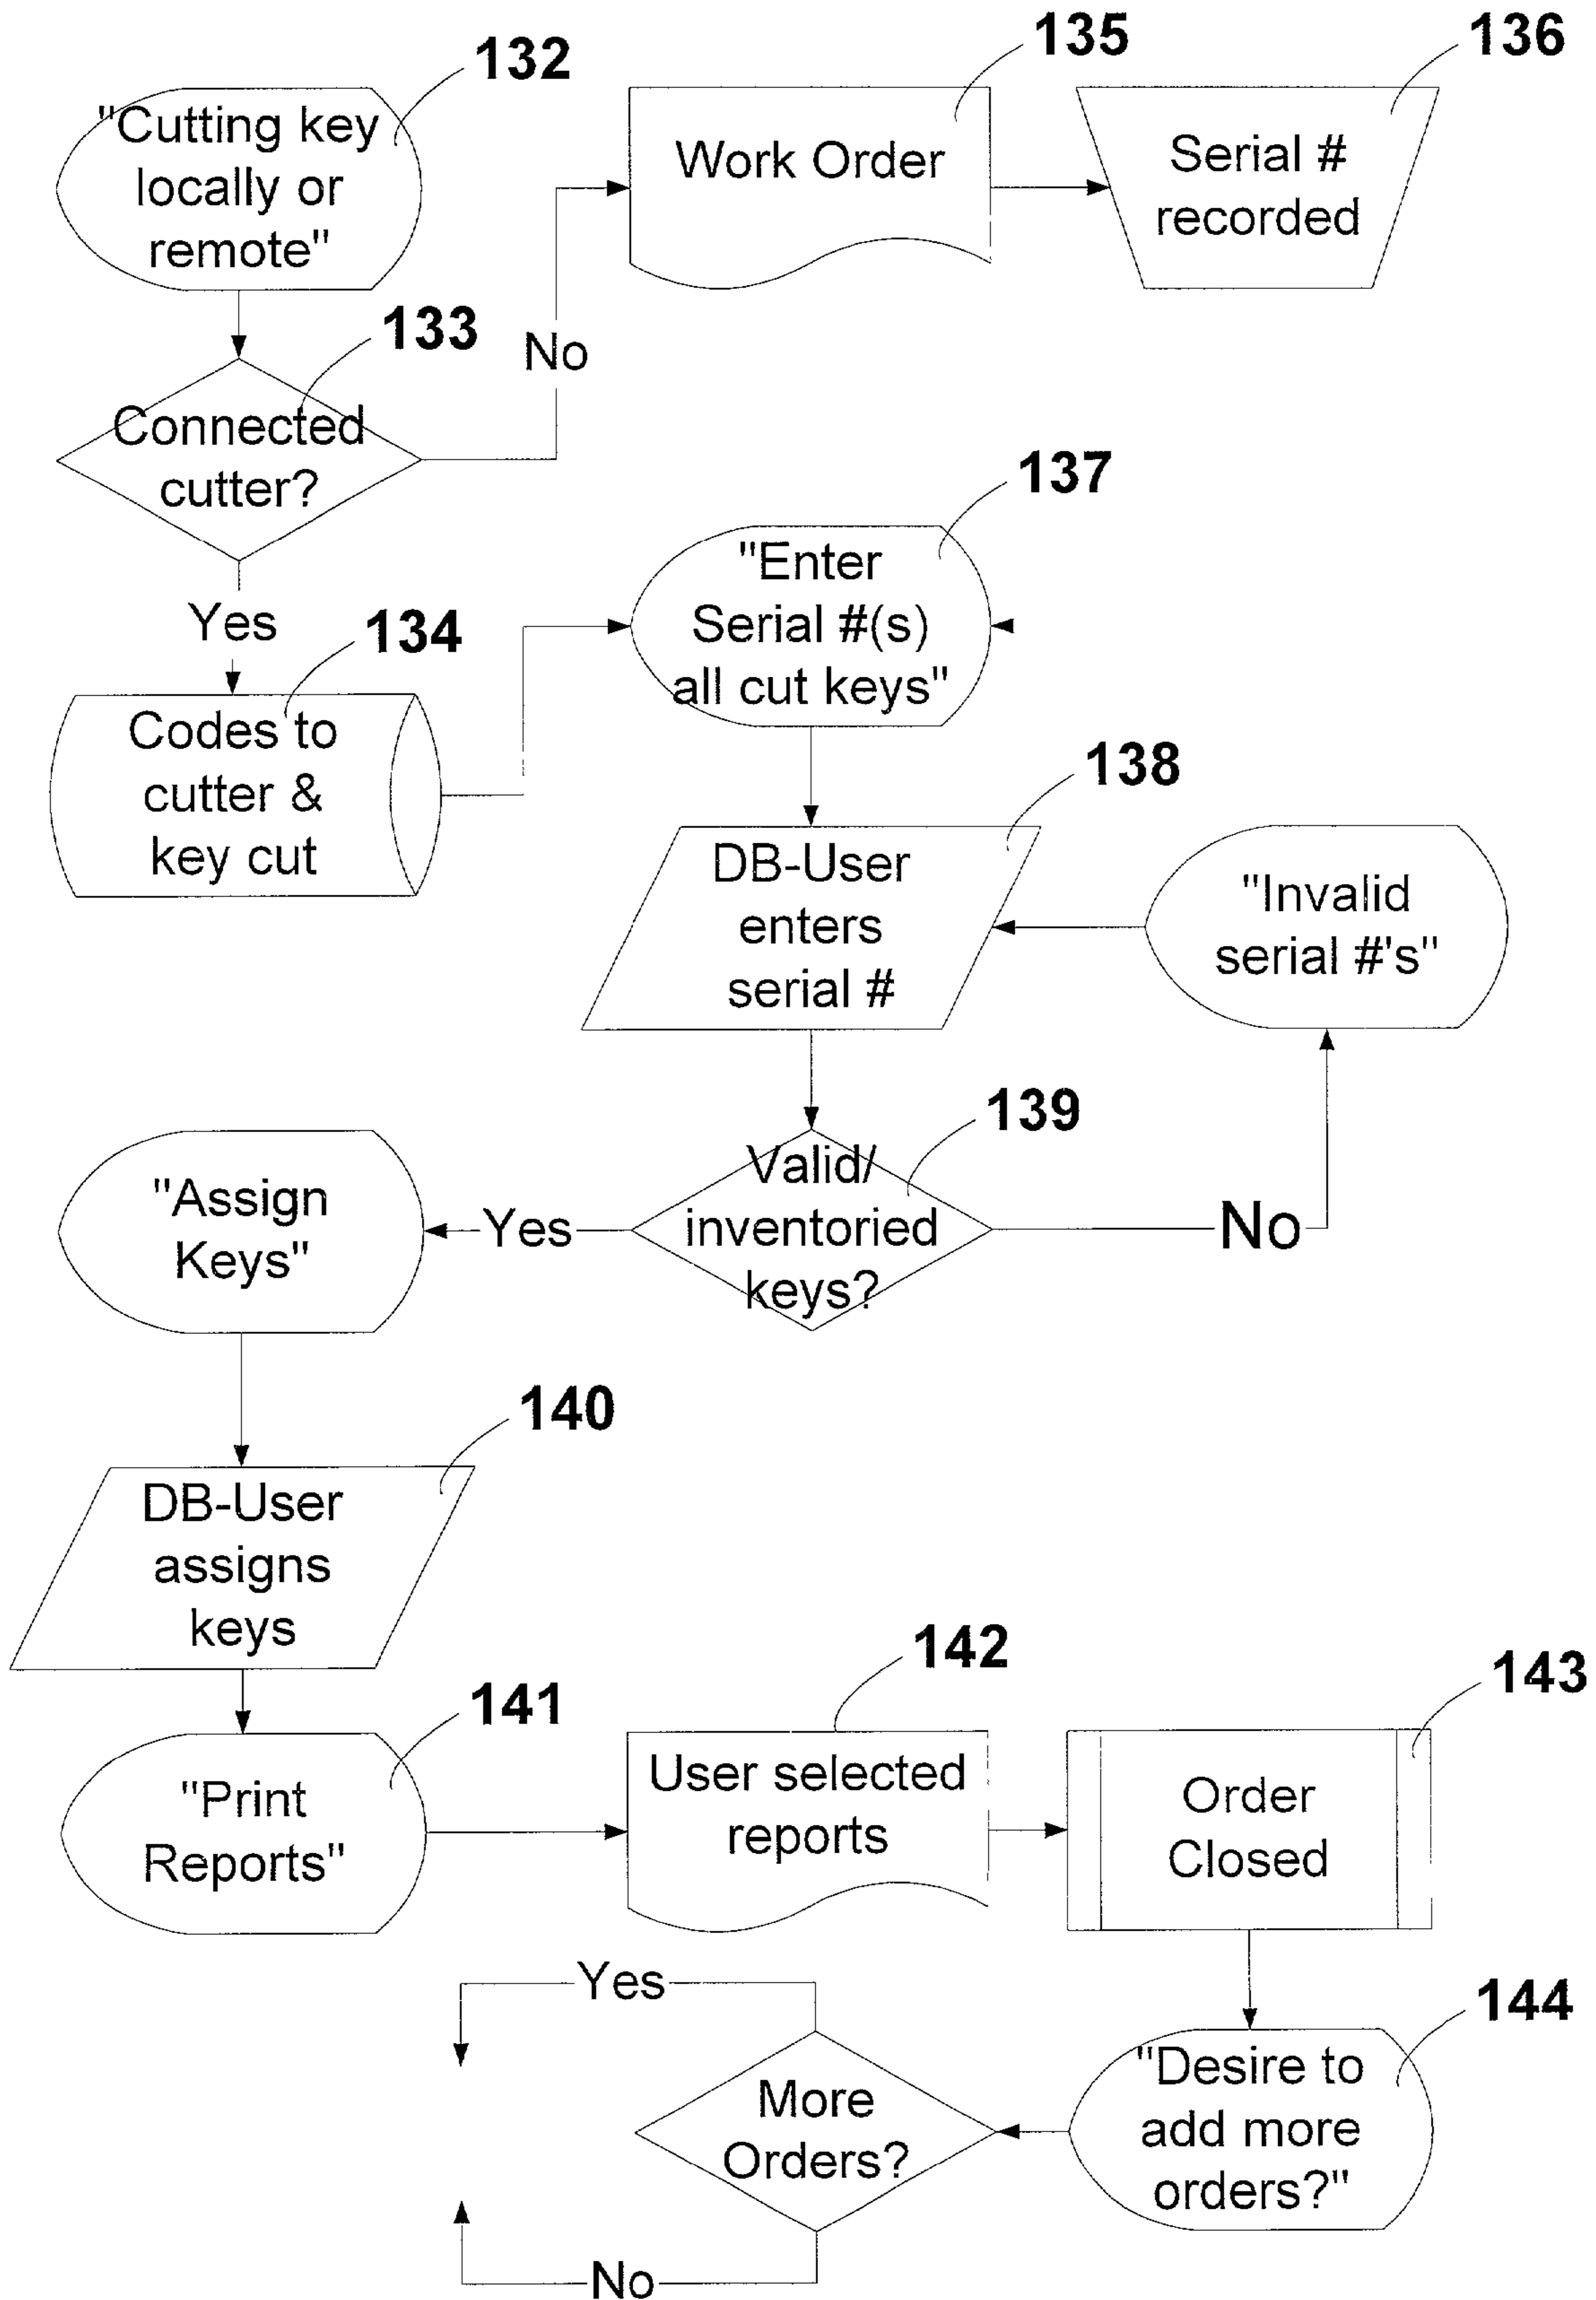 132
"Cutting key
locally or
remote"
135
Work Order
136
Serial #
recorded
133
Connected
cutter?
No
Yes
134
Codes to
cutter &
key cut
137
"Enter
Serial #(s)
all cut keys"
138
DB-User
enters
serial #
"Invalid
serial #'s"
139
Valid/
inventoried
keys?
Yes
No
"Assign
Keys"
140
DB-User
assigns
keys
141
"Print
Reports"
142
User selected
reports
143
Order
Closed
144
"Desire to
add more
orders?"
More
Orders?
Yes
No